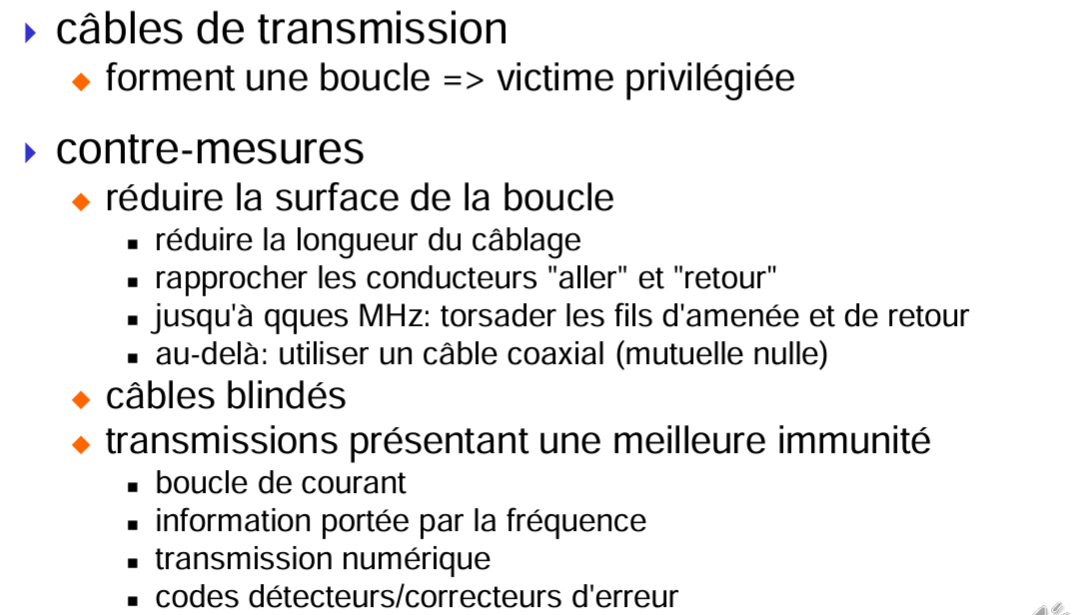 câbles de transmission
forment une boucle => victime privilégiée
contre-mesures
réduire la surface de la boucle
réduire la longueur du câblage
rapprocher les conducteurs "aller" et "retour"
jusqu'à qques MHz: torsader les fils d'amenée et de retour
au-delà: utiliser un câble coaxial (mutuelle nulle)
câbles blindés
transmissions présentant une meilleure immunité
boucle de courant
information portée par la fréquence
transmission numérique
codes détecteurs/correcteurs d'erreur